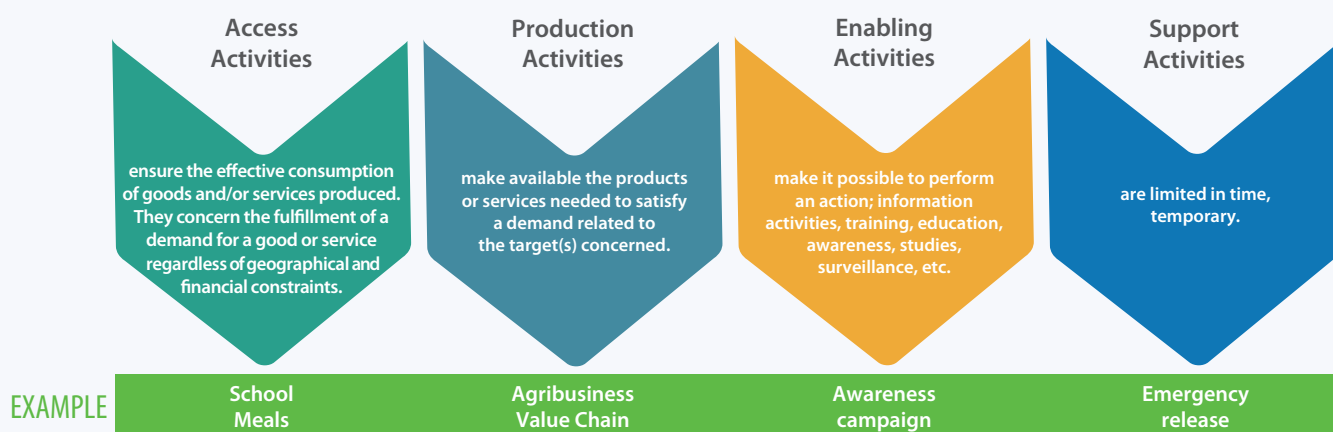 Access
Activities
ensure the effective consumption
of goods and/or services produced.
They concern the fulfillment of a
demand for a good or service
regardless of geographical and
financial constraints.
Production
Activities
make available the products
or services needed to satisfy
a demand related to
the target(s) concerned.
Enabling
Activities
make it possible to perform
an action; information
activities, training, education,
awareness, studies,
surveillance, etc.
Support
Activities
are limited in time,
temporary.
EXAMPLE
School
Meals
Agribusiness
Value Chain
Awareness
campaign
Emergency
release